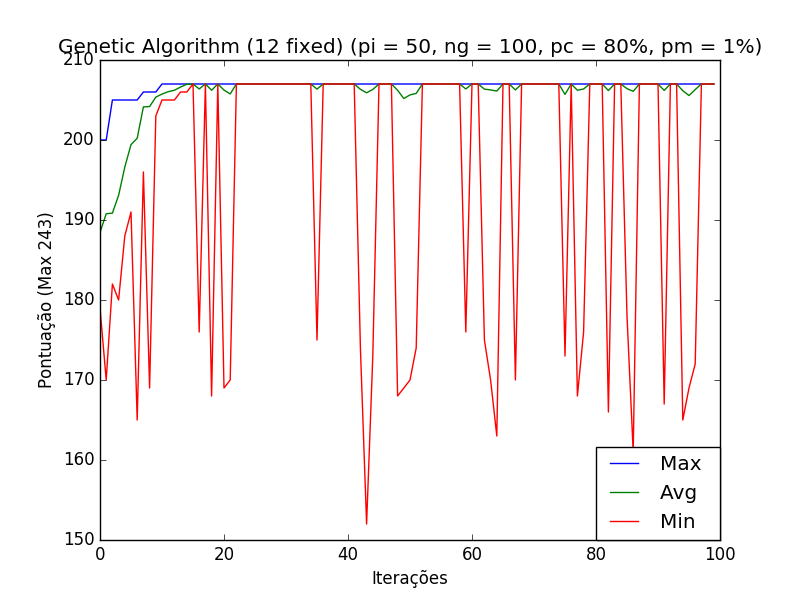 Genetic Algorithm (12 fixed) (pi = 50, ng = 100, pc = 80%, pm = 1%)
210
200
190
180
170
160
150
Pontuação (Max 243)
Max
Avg
Min
0 20 40 60 80 100
Iterações